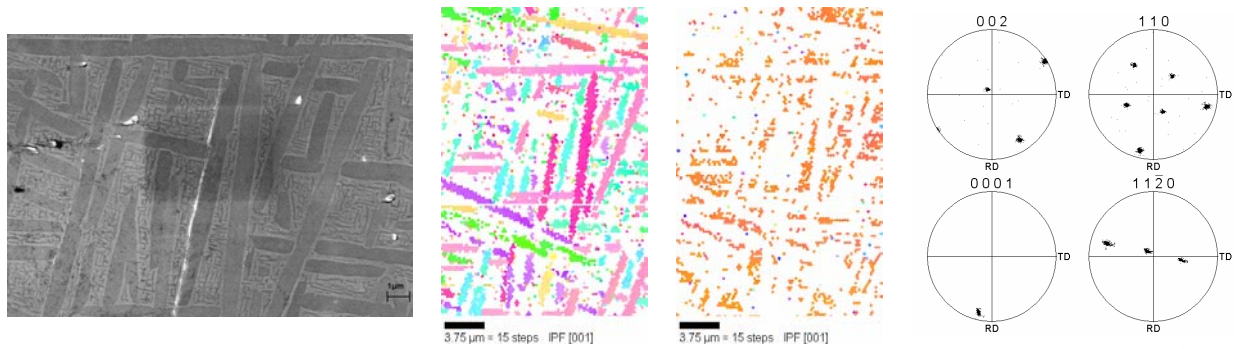 1µm
3.75 µm = 15 steps IPF [001]
3.75 µm = 15 steps IPF [001]
0 0 2
1 1 0
TD
TD
RD
RD
0 0 0 1
1 1 2̄ 0
TD
TD
RD
RD